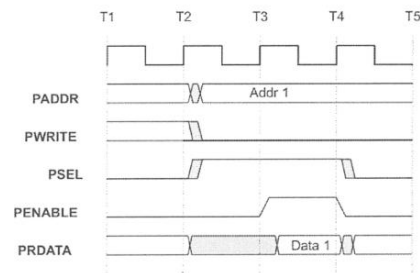 T1 T2 T3 T4 T5
PADDR Addr 1
PWRITE
PSEL
PENABLE
PRDATA Data 1